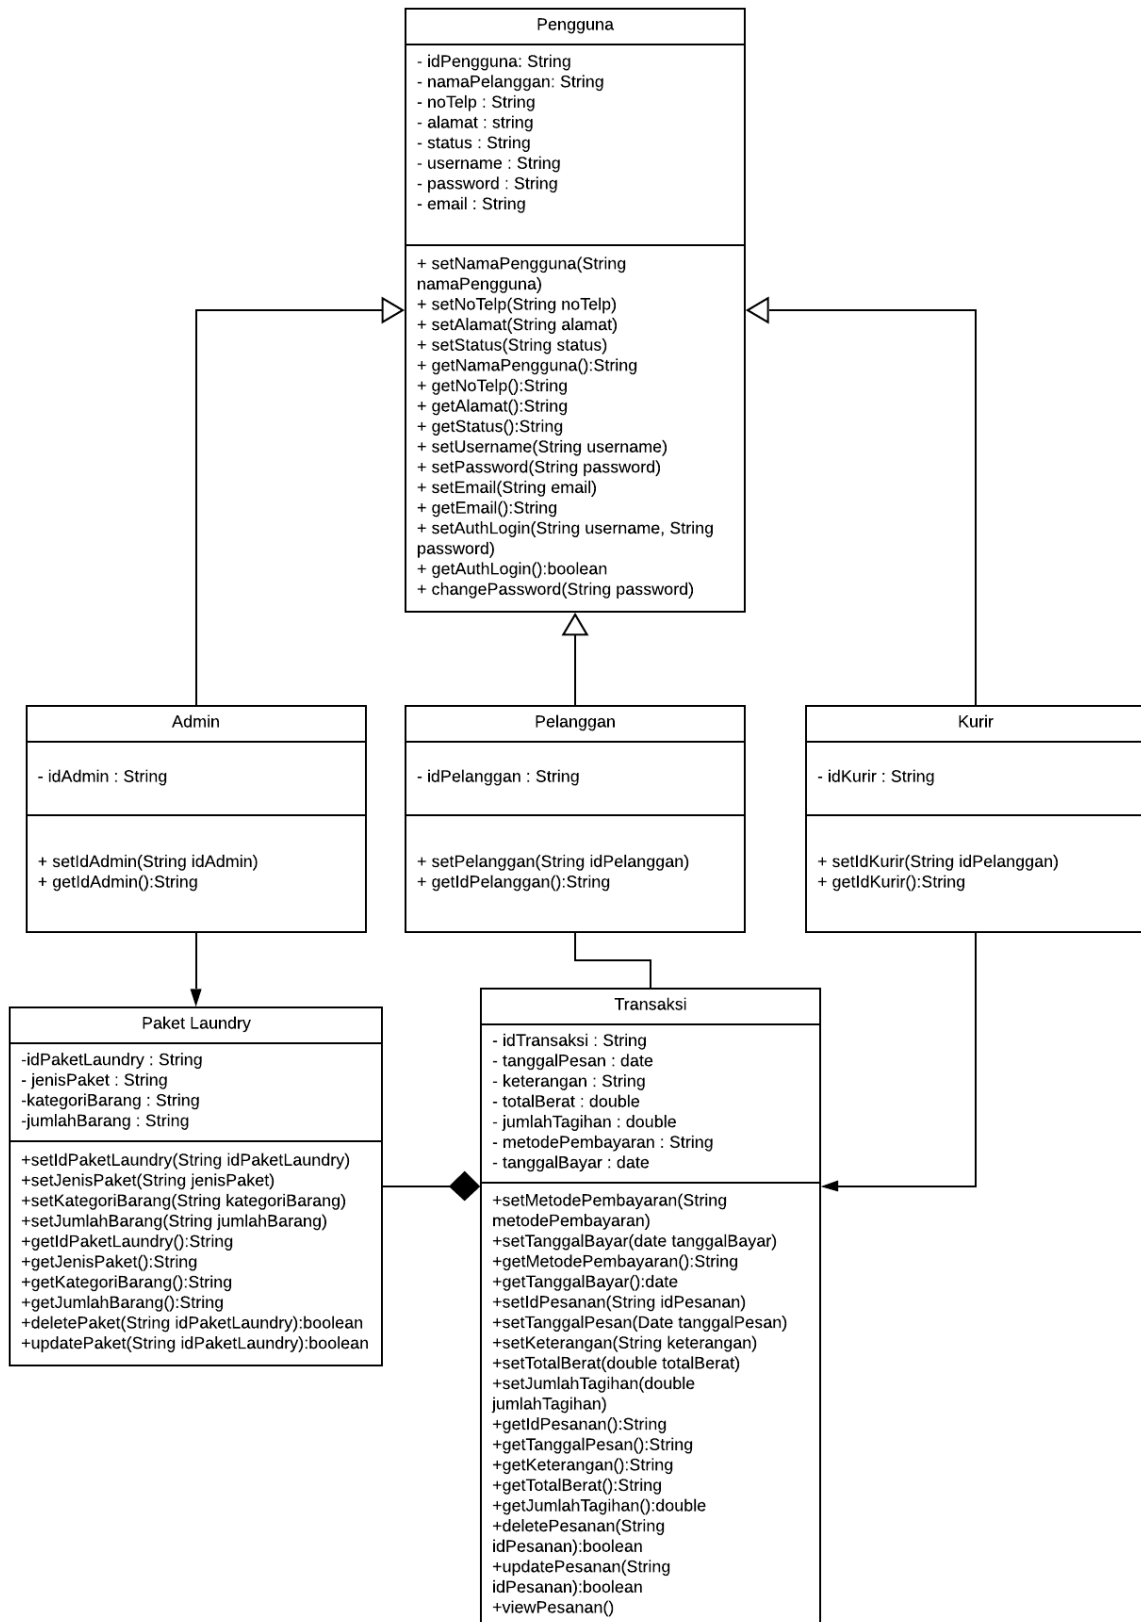 Pengguna
- idPengguna: String
- namaPelanggan: String
- noTelp : String
- alamat : string
- status : String
- username : String
- password : String
- email : String
+ setNamaPengguna(String
namaPengguna)
+ setNoTelp(String noTelp)
+ setAlamat(String alamat)
+ setStatus(String status)
+ getNamaPengguna():String
+ getNoTelp():String
+ getAlamat():String
+ getStatus():String
+ setUsername(String username)
+ setPassword(String password)
+ setEmail(String email)
+ getEmail():String
+ setAuthLogin(String username, String
password)
+ getAuthLogin():boolean
+ changePassword(String password)
Admin
- idAdmin : String
+ setIdAdmin(String idAdmin)
+ getIdAdmin():String
Pelanggan
- idPelanggan : String
+ setPelanggan(String idPelanggan)
+ getIdPelanggan():String
Kurir
- idKurir : String
+ setIdKurir(String idPelanggan)
+ getIdKurir():String
Paket Laundry
-idPaketLaundry : String
- jenisPaket : String
-kategoriBarang : String
-jumlahBarang : String
+setIdPaketLaundry(String idPaketLaundry)
+setJenisPaket(String jenisPaket)
+setKategoriBarang(String kategoriBarang)
+setJumlahBarang(String jumlahBarang)
+getIdPaketLaundry():String
+getJenisPaket():String
+getKategoriBarang():String
+getJumlahBarang():String
+deletePaket(String idPaketLaundry):boolean
+updatePaket(String idPaketLaundry):boolean
Transaksi
- idTransaksi : String
- tanggalPesan : date
- keterangan : String
- totalBerat : double
- jumlahTagihan : double
- metodePembayaran : String
- tanggalBayar : date
+setMetodePembayaran(String
metodePembayaran)
+setTanggalBayar(date tanggalBayar)
+getMetodePembayaran():String
+getTanggalBayar():date
+setIdPesanan(String idPesanan)
+setTanggalPesan(Date tanggalPesan)
+setKeterangan(String keterangan)
+setTotalBerat(double totalBerat)
+setJumlahTagihan(double
jumlahTagihan)
+getIdPesanan():String
+getTanggalPesan():String
+getKeterangan():String
+getTotalBerat():String
+getJumlahTagihan():double
+deletePesanan(String
idPesanan):boolean
+updatePesanan(String
idPesanan):boolean
+viewPesanan()